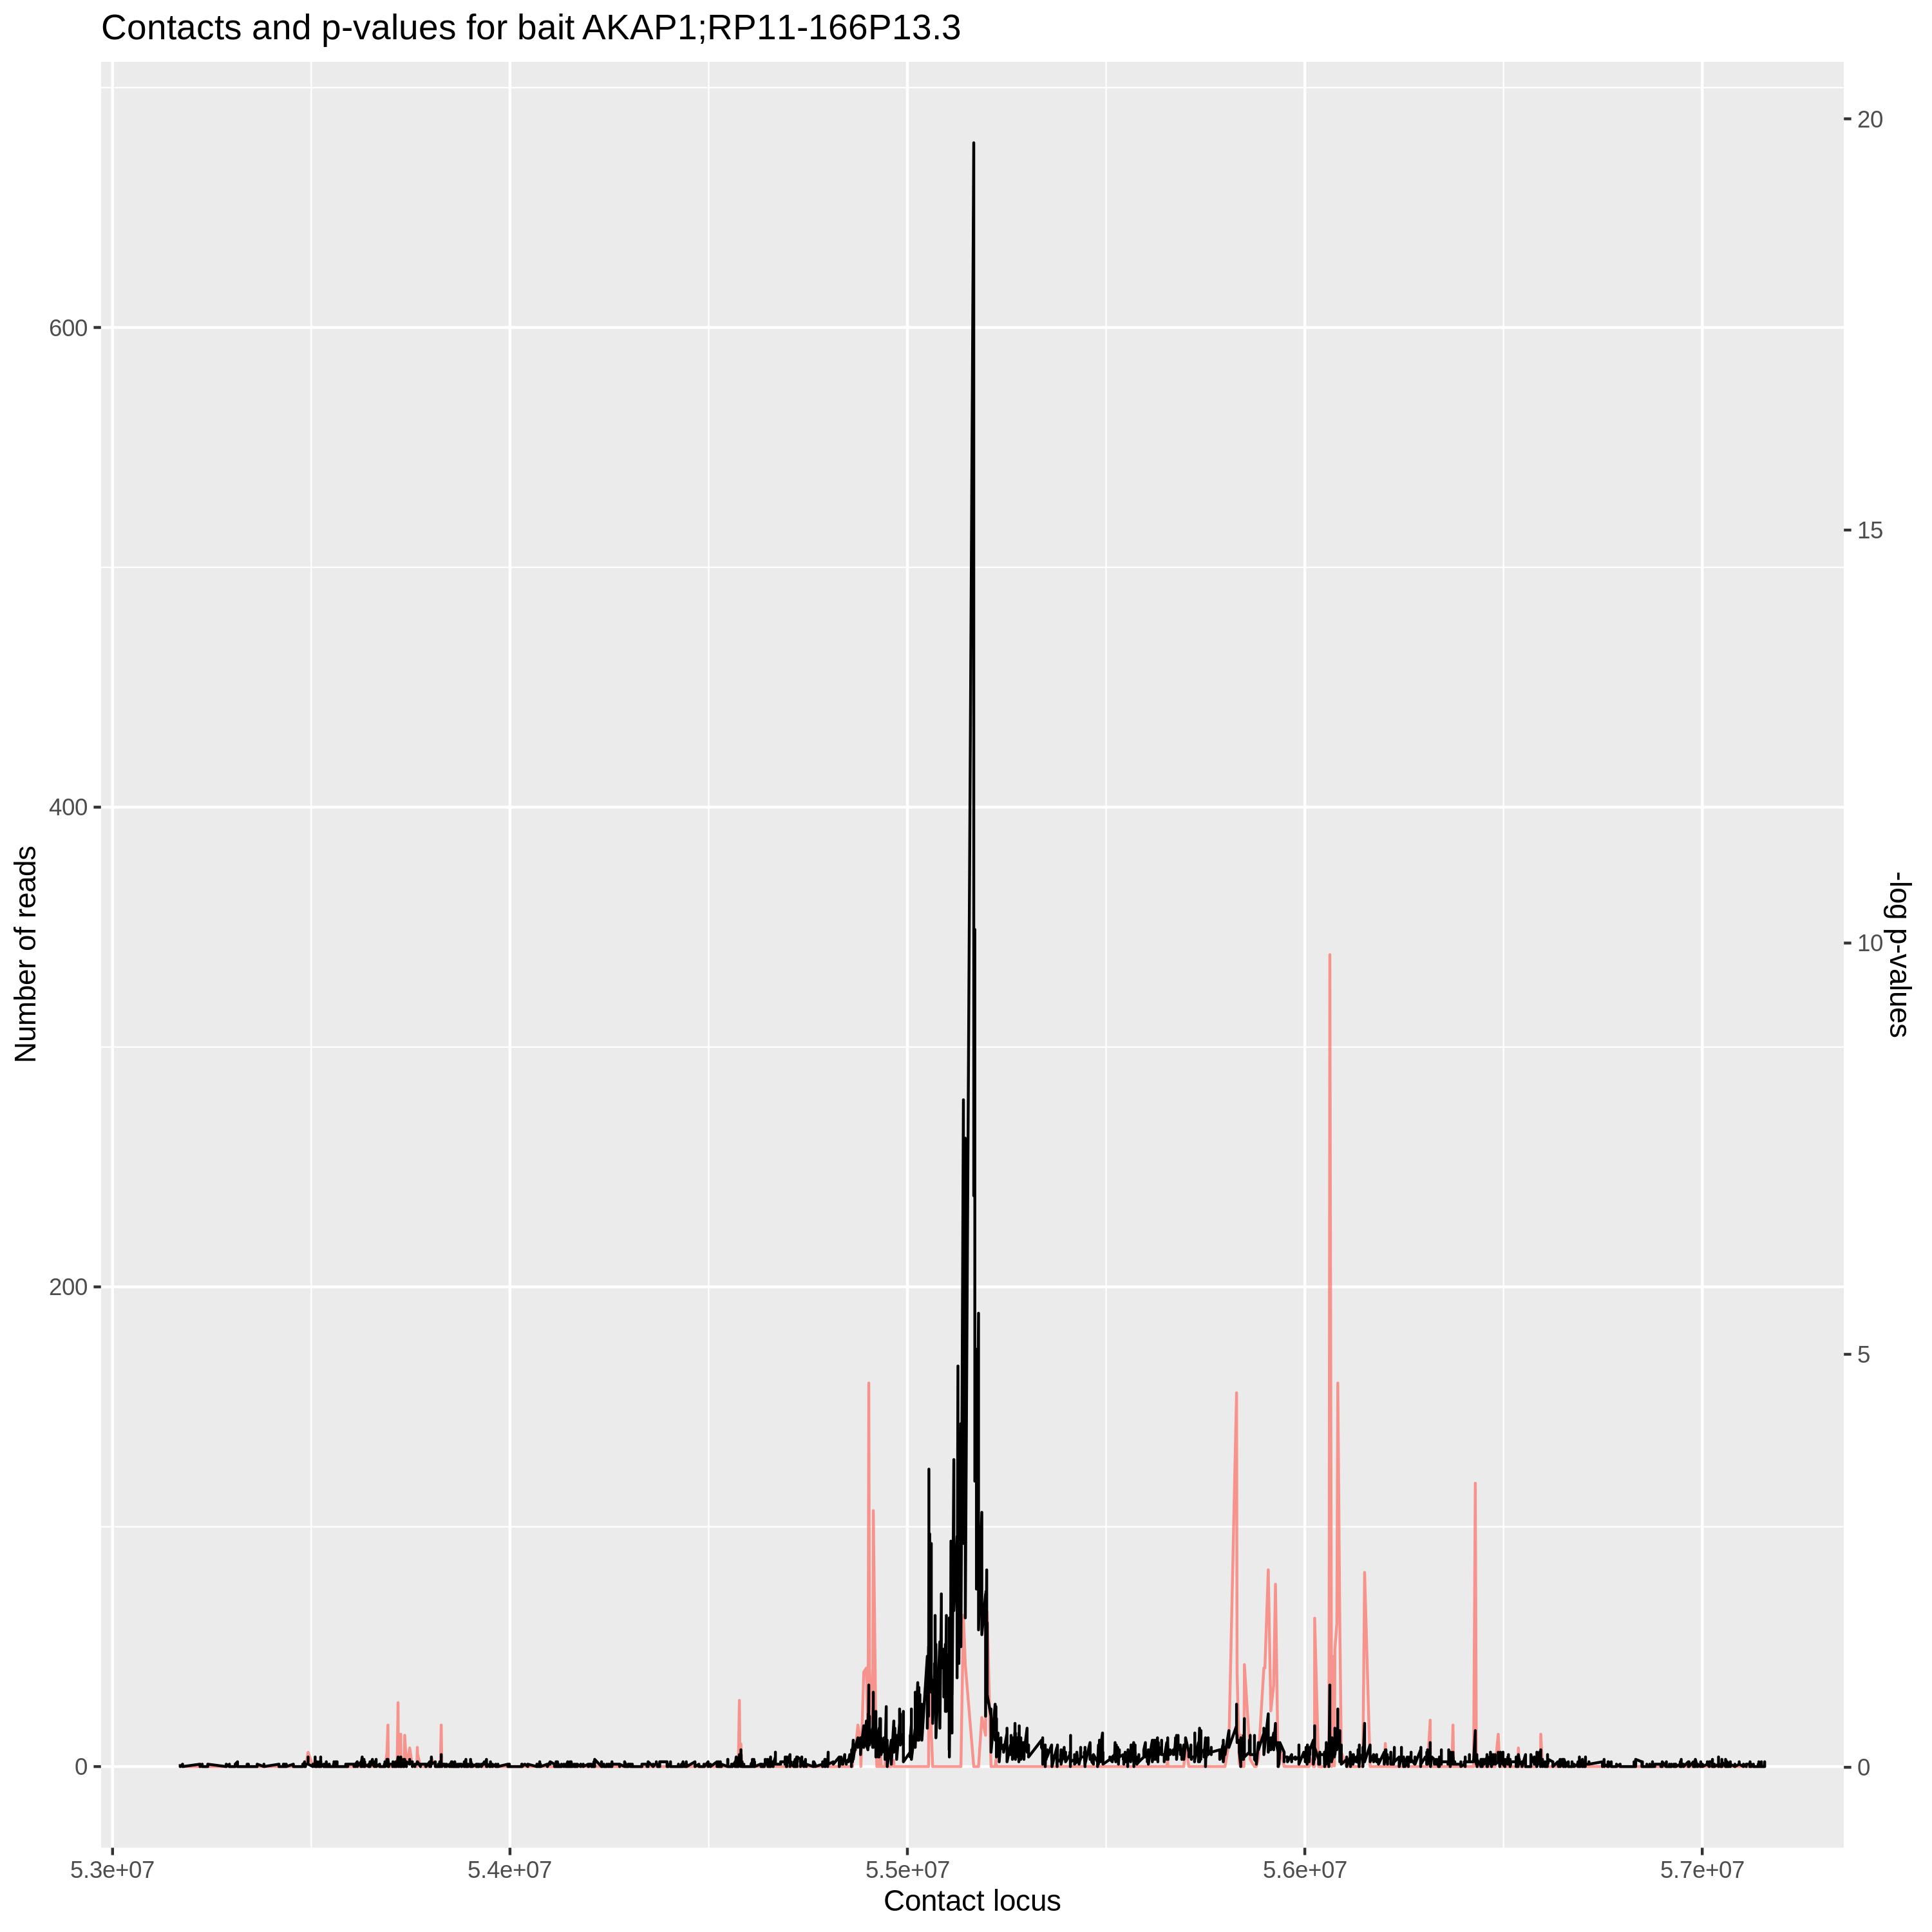 Contacts and p-values for bait AKAP1;RP11-166P13.3
Number of reads
600
400
200
0
20
15
10
5
0
-log p-values
5.3e+07
5.4e+07
5.5e+07
5.6e+07
5.7e+07
Contact locus